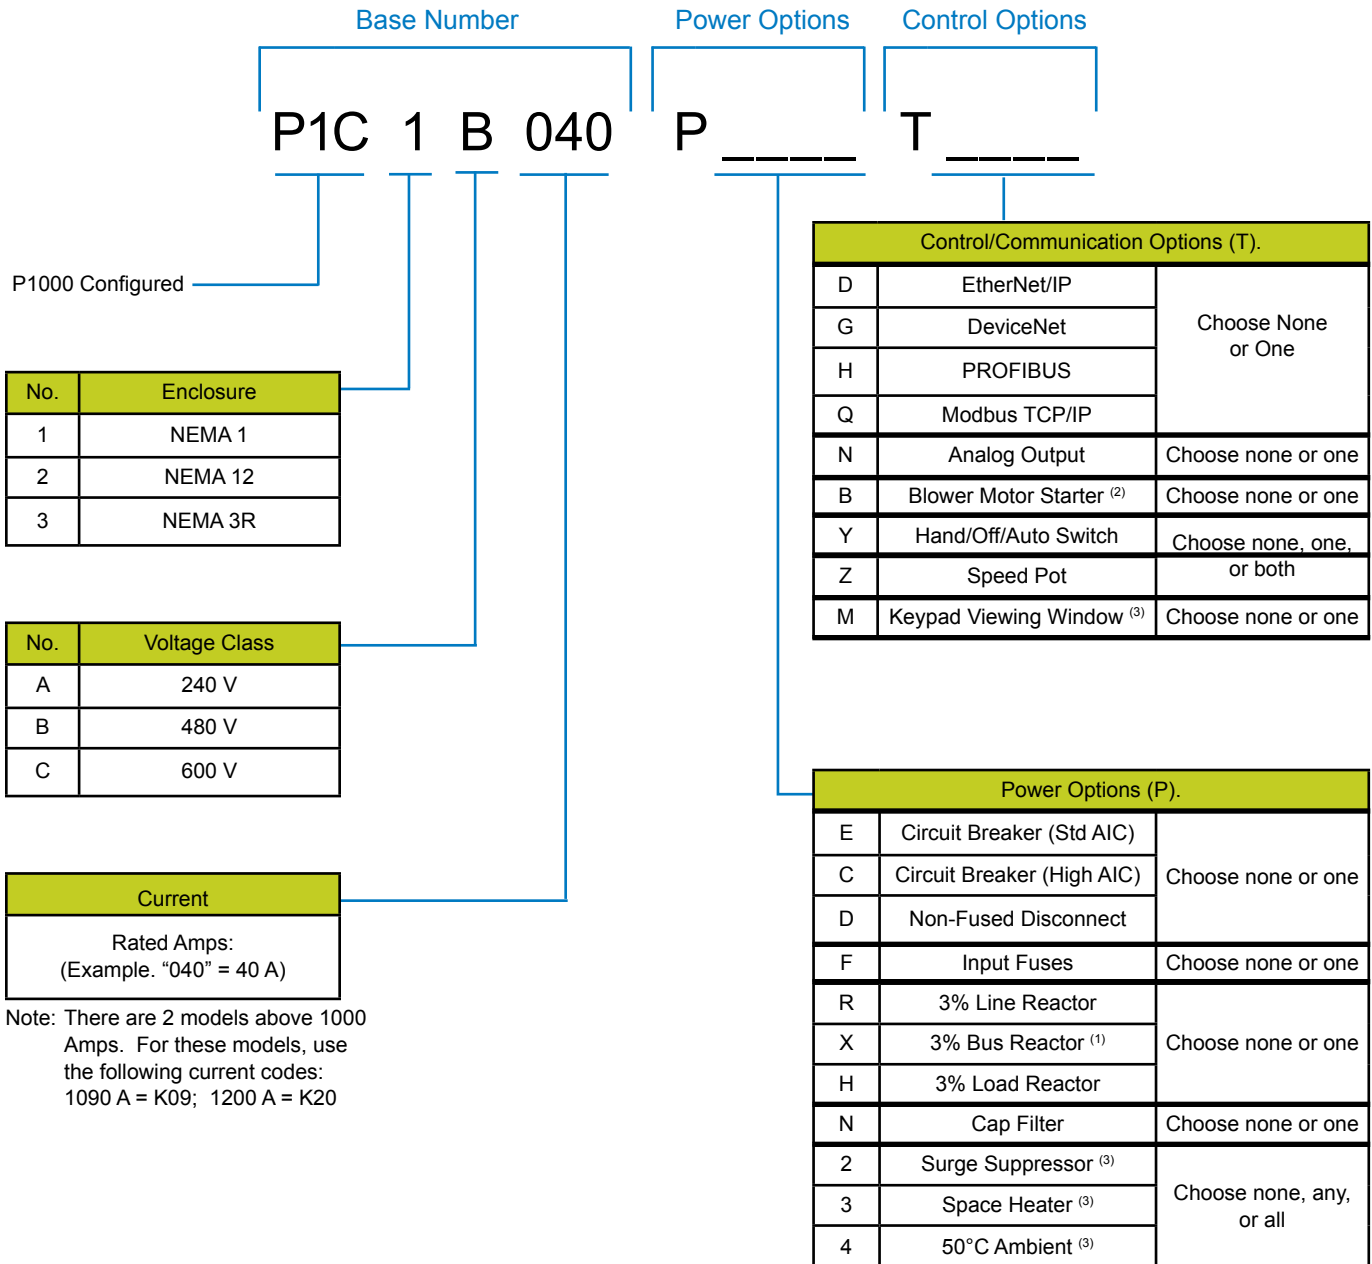 Base Number Power Options Control Options
P1C 1 B 040 P ____ T ____
P1000 Configured
No. Enclosure
1 NEMA 1
2 NEMA 12
3 NEMA 3R
No. Voltage Class
A 240 V
B 480 V
C 600 V
Current
Rated Amps:
(Example. “040” = 40 A)
Note: There are 2 models above 1000
Amps. For these models, use
the following current codes:
1090 A = K09; 1200 A = K20
Control/Communication Options (T).
D EtherNet/IP
G DeviceNet
H PROFIBUS
Q Modbus TCP/IP
Choose None
or One
N Analog Output Choose none or one
B Blower Motor Starter (2) Choose none or one
Y Hand/Off/Auto Switch
Z Speed Pot
Choose none, one,
or both
M Keypad Viewing Window (3) Choose none or one
Power Options (P).
E Circuit Breaker (Std AIC)
C Circuit Breaker (High AIC)
D Non-Fused Disconnect
Choose none or one
F Input Fuses Choose none or one
R 3% Line Reactor
X 3% Bus Reactor (1)
H 3% Load Reactor
Choose none or one
N Cap Filter Choose none or one
2 Surge Suppressor (3)
3 Space Heater (3)
4 50°C Ambient (3)
Choose none, any,
or all